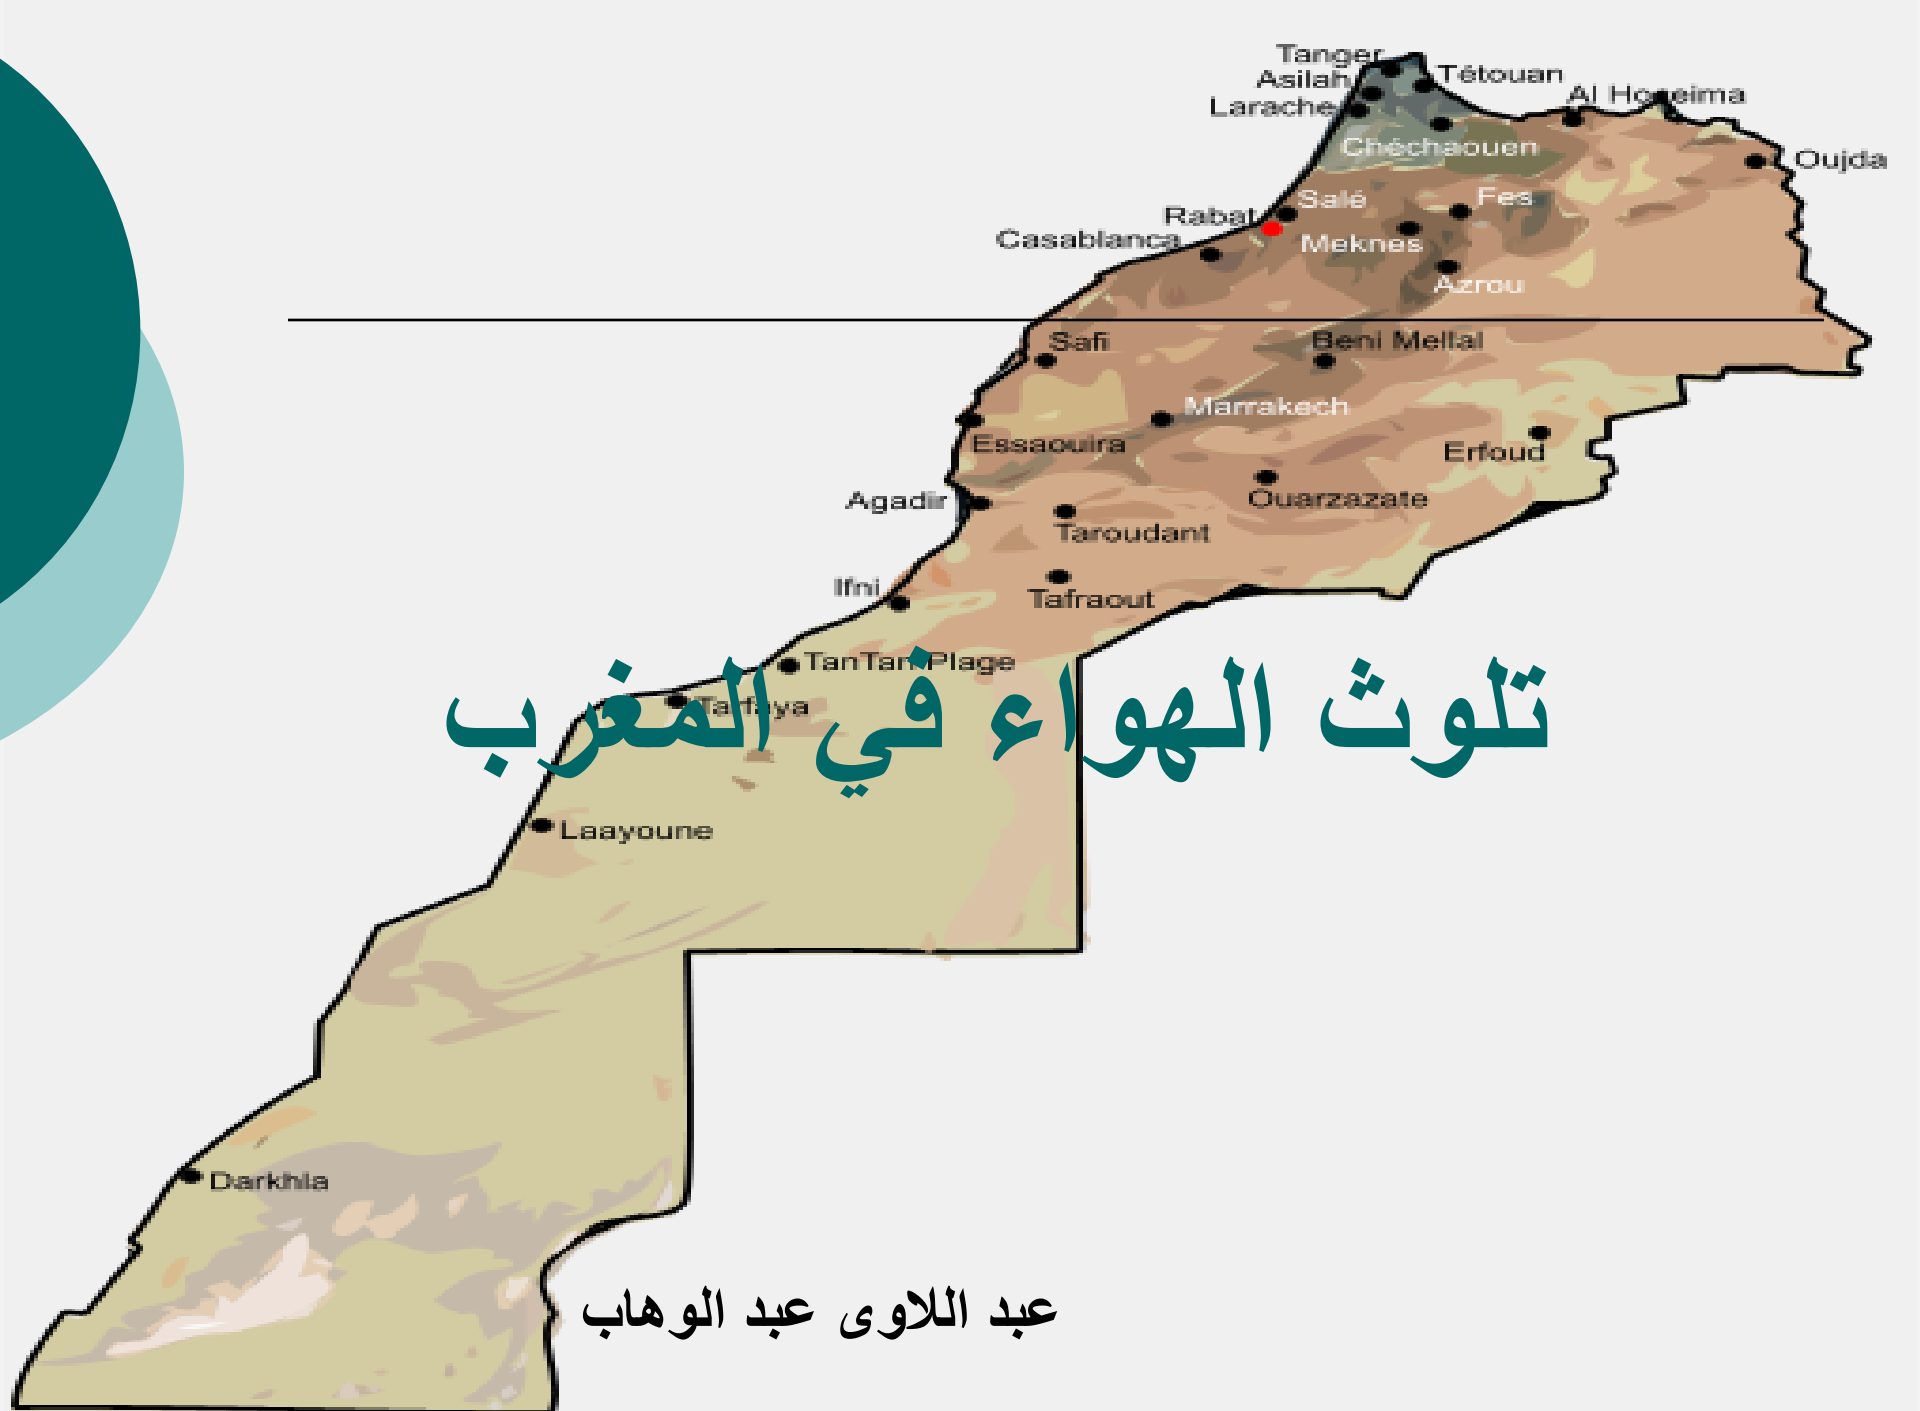 Tanger
Tétouan
Asilah
Al Hoceima
Larache
Chéchaouen
Oujda
Salé
Fes
Rabat
Casablanca
Meknes
Azrou
Safi
Beni Mellal
Marrakech
Essaouira
Erfoud
Agadir
Ouarzazate
Taroudant
Ifni
Tafraout
TanTan Plage
Tarfaya
تلوث الهواء في المغرب
Laayoune
Darkhla
عبد اللاوى عبد الوهاب